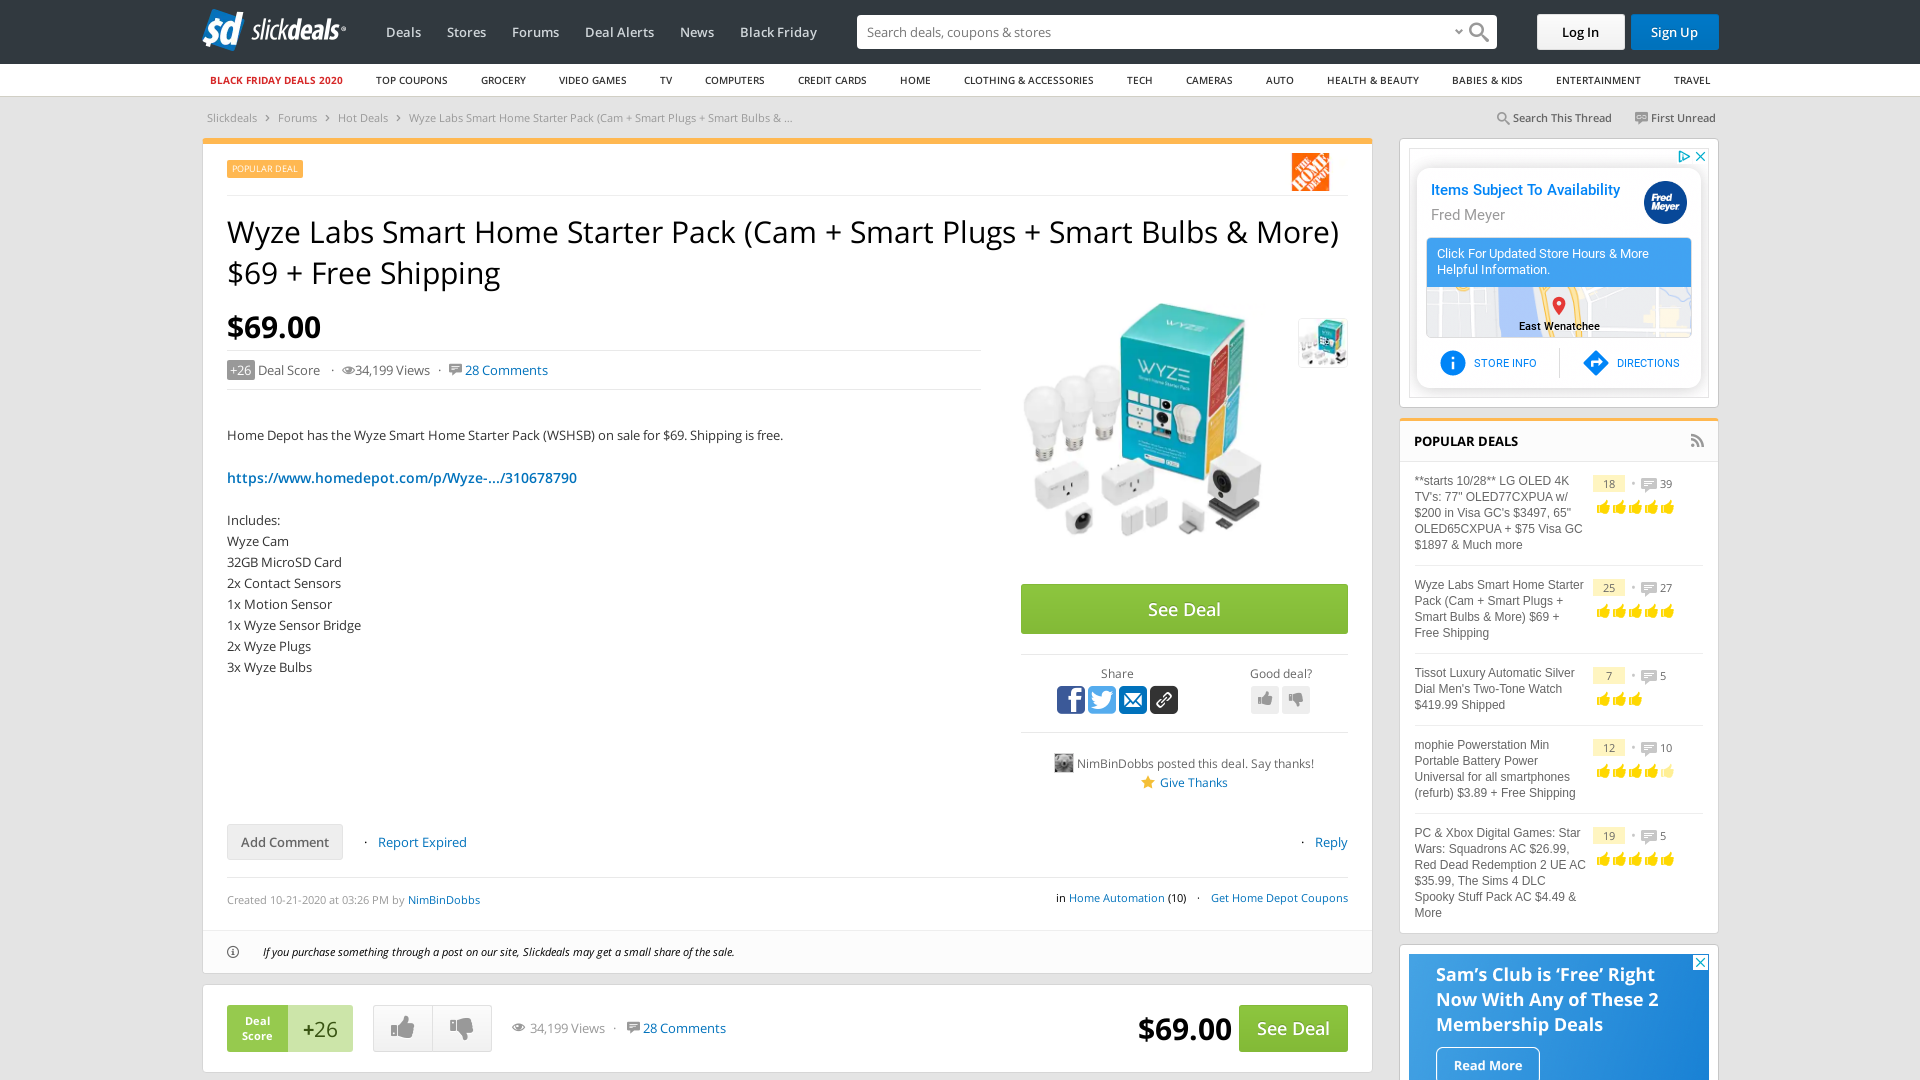 sd slickdeals
Deals
Stores
Forums
Deal Alerts
News
Black Friday
Search deals, coupons & shopping stores
Log In
Sign Up
BLACK FRIDAY DEALS 2020
TOP COUPONS
GROCERY
VIDEO GAMES
TV
COMPUTERS
CREDIT CARDS
HOME
CLOTHING & ACCESSORIES
TECH
CAMERAS
AUTO
HEALTH & BEAUTY
BABIES & KIDS
ENTERTAINMENT
TRAVEL
Slickdeals › Forums › Hot Deals › Wyze Labs Smart Home Starter Pack (Cam + Smart Plugs + Smart Bulbs & ...
Search This Thread
First Unread
POPULAR DEAL
THE HOME DEPOT
Wyze Labs Smart Home Starter Pack (Cam + Smart Plugs + Smart Bulbs & More)
$69 + Free Shipping
$69.00
+26 Deal Score · 34,199 Views · 28 Comments
Home Depot has the Wyze Smart Home Starter Pack (WSHSB) on sale for $69. Shipping is free.
https://www.homedepot.com/p/Wyze-.../310678790
Includes:
Wyze Cam
32GB MicroSD Card
2x Contact Sensors
1x Motion Sensor
1x Wyze Sensor Bridge
2x Wyze Plugs
3x Wyze Bulbs
WYZE
WYZE
See Deal
Share
Good deal?
NimBinDobbs posted this deal. Say thanks!
Give Thanks
Add Comment
· Report Expired
· Reply
Created 10-21-2020 at 03:26 PM by NimBinDobbs
in Home Automation (10) · Get Home Depot Coupons
If you purchase something through a post on our site, Slickdeals may get a small share of the sale.
Deal
Score
+26
34,199 Views · 28 Comments
$69.00
See Deal
Items Subject To Availability
Fred Meyer
Fred
Meyer
Click For Updated Store Hours & More
Helpful Information.
East Wenatchee
STORE INFO
DIRECTIONS
POPULAR DEALS
**starts 10/28** LG OLED 4K
TV's: 77" OLED77CXPUA w/
$200 in Visa GC's $3497, 65"
OLED65CXPUA + $75 Visa GC
$1897 & Much more
18 · 39
Wyze Labs Smart Home Starter
Pack (Cam + Smart Plugs +
Smart Bulbs & More) $69 +
Free Shipping
25 · 27
Tissot Luxury Automatic Silver
Dial Men's Two-Tone Watch
$419.99 Shipped
7 · 5
mophie Powerstation Min
Portable Battery Power
Universal for all smartphones
(refurb) $3.89 + Free Shipping
12 · 10
PC & Xbox Digital Games: Star
Wars: Squadrons AC $26.99,
Red Dead Redemption 2 UE AC
$35.99, The Sims 4 DLC
Spooky Stuff Pack AC $4.49 &
More
19 · 5
Sam's Club is 'Free' Right
Now With Any of These 2
Membership Deals
Read More